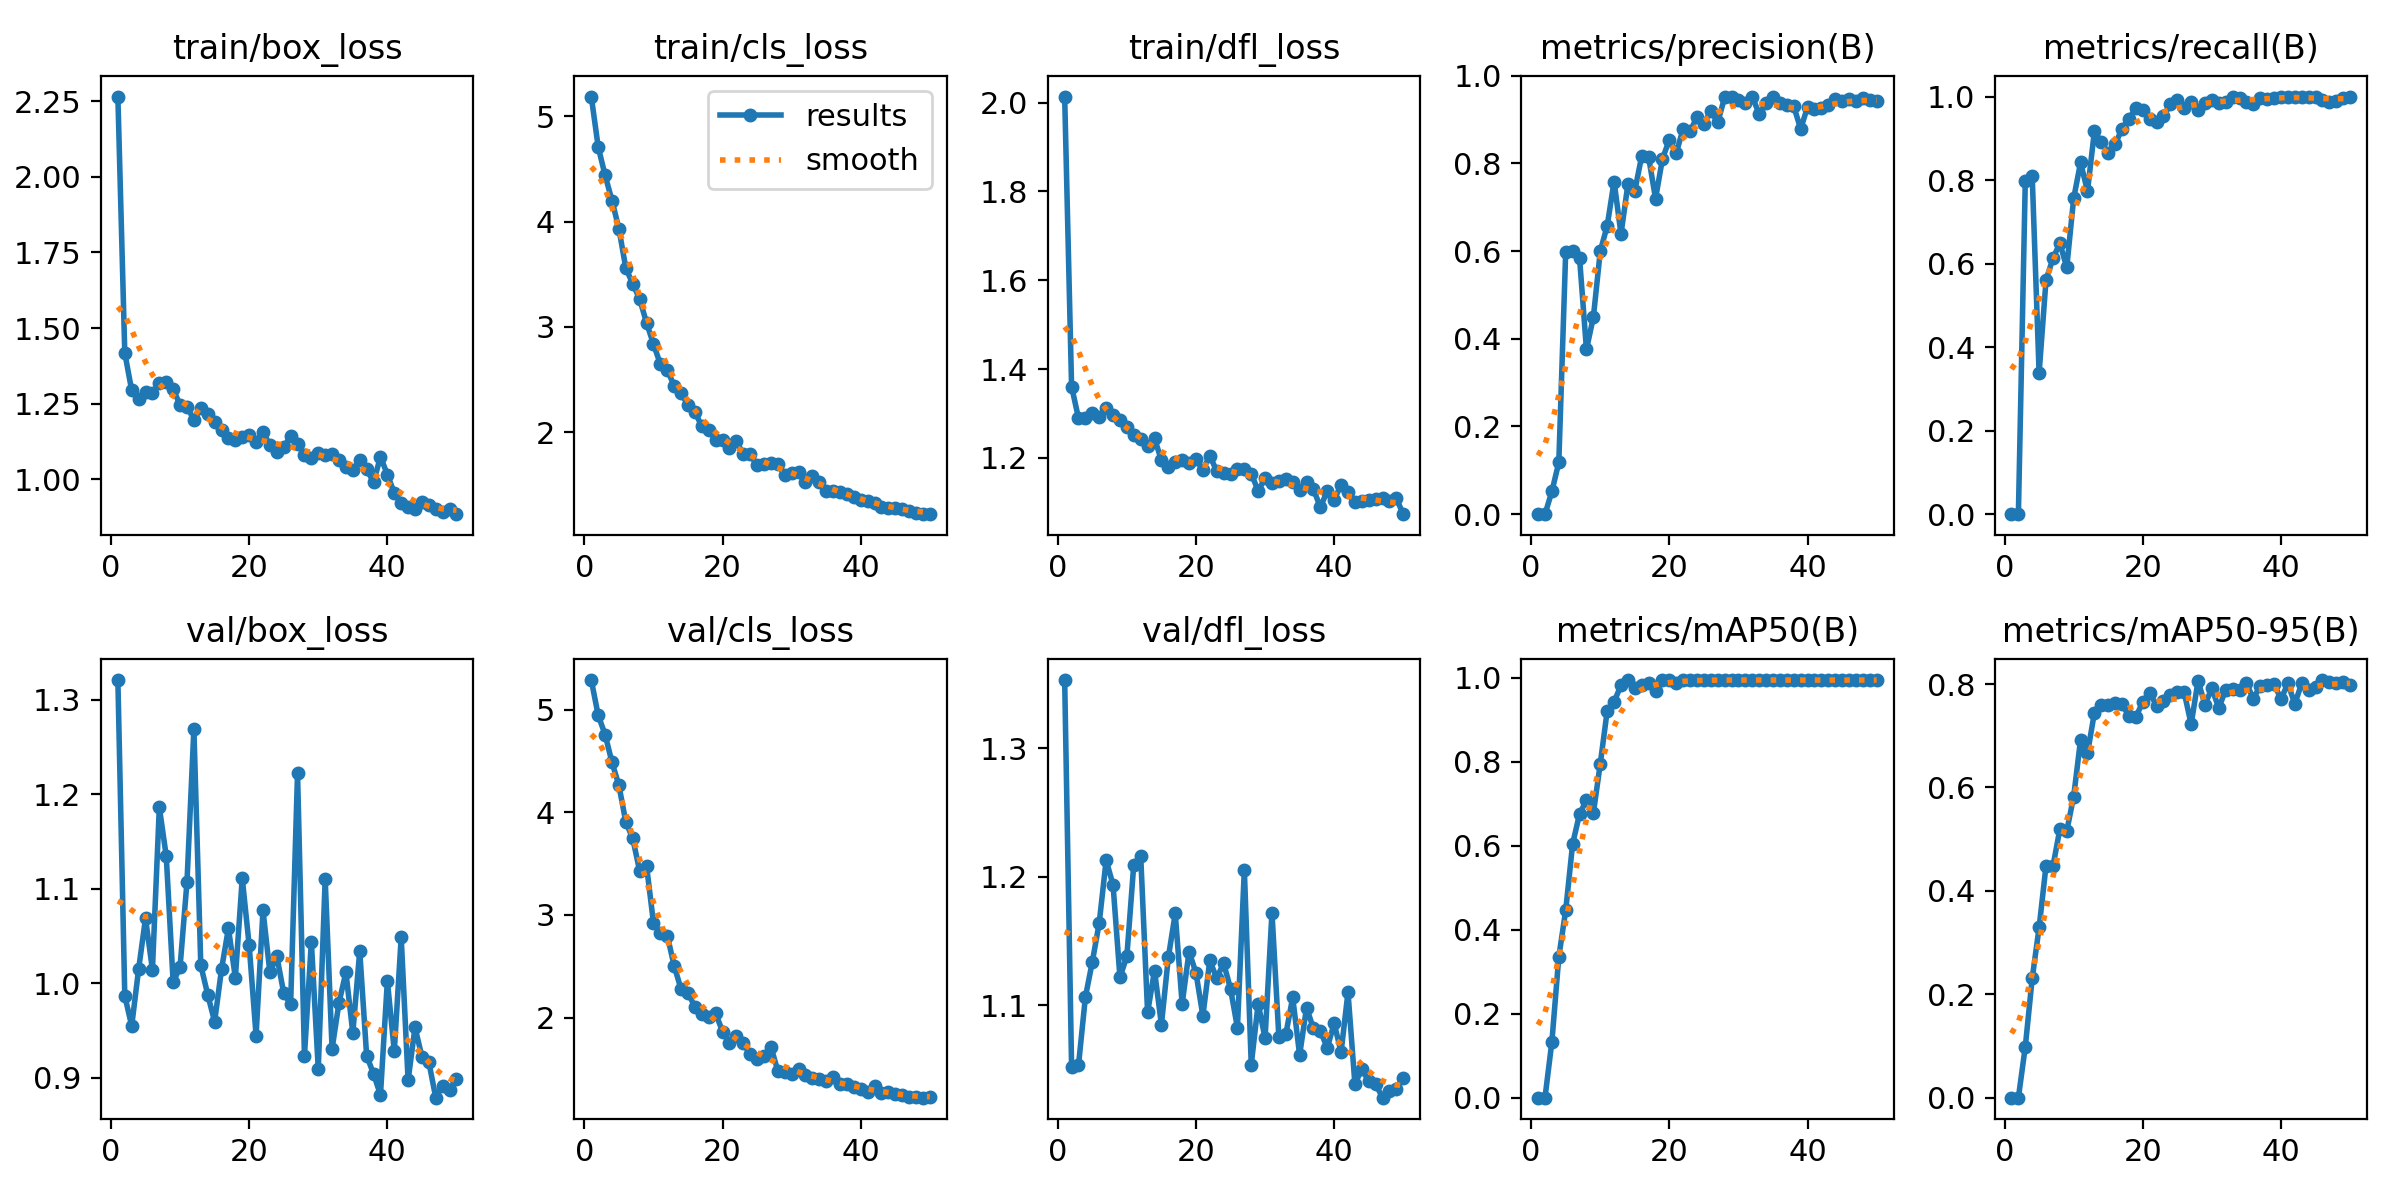 train/box_loss
train/cls_loss
train/dfl_loss
metrics/precision(B)
metrics/recall(B)
results
smooth
2.25
2.00
1.75
1.50
1.25
1.00
0 20 40
5
4
3
2
0 20 40
2.0
1.8
1.6
1.4
1.2
0 20 40
1.0
0.8
0.6
0.4
0.2
0.0
0 20 40
1.0
0.8
0.6
0.4
0.2
0.0
0 20 40
val/box_loss
val/cls_loss
val/dfl_loss
metrics/mAP50(B)
metrics/mAP50-95(B)
1.3
1.2
1.1
1.0
0.9
0 20 40
5
4
3
2
0 20 40
1.3
1.2
1.1
0 20 40
1.0
0.8
0.6
0.4
0.2
0.0
0 20 40
0.8
0.6
0.4
0.2
0.0
0 20 40